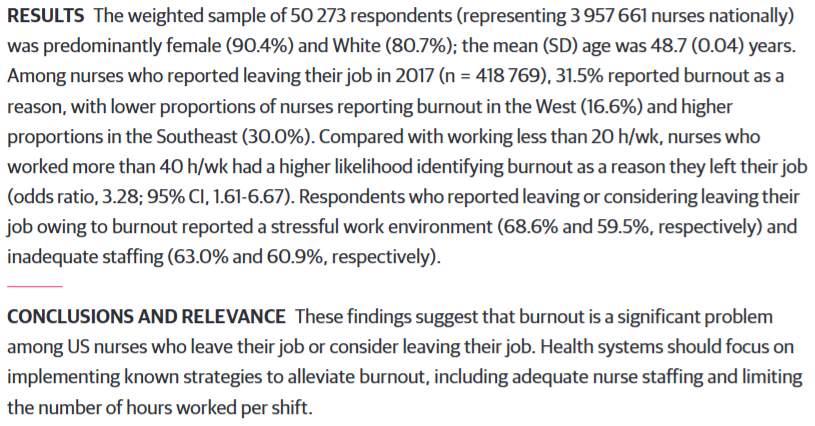 RESULTS The weighted sample of 50 273 respondents (representing 3 957 661 nurses nationally)
was predominantly female (90.4%) and White (80.7%); the mean (SD) age was 48.7 (0.04) years.
Among nurses who reported leaving their job in 2017 (n = 418 769), 31.5% reported burnout as a
reason, with lower proportions of nurses reporting burnout in the West (16.6%) and higher
proportions in the Southeast (30.0%). Compared with working less than 20 h/wk, nurses who
worked more than 40 h/wk had a higher likelihood identifying burnout as a reason they left their job
(odds ratio, 3.28; 95% CI, 1.61-6.67). Respondents who reported leaving or considering leaving their
job owing to burnout reported a stressful work environment (68.6% and 59.5%, respectively) and
inadequate staffing (63.0% and 60.9%, respectively).
CONCLUSIONS AND RELEVANCE These findings suggest that burnout is a significant problem
among US nurses who leave their job or consider leaving their job. Health systems should focus on
implementing known strategies to alleviate burnout, including adequate nurse staffing and limiting
the number of hours worked per shift.